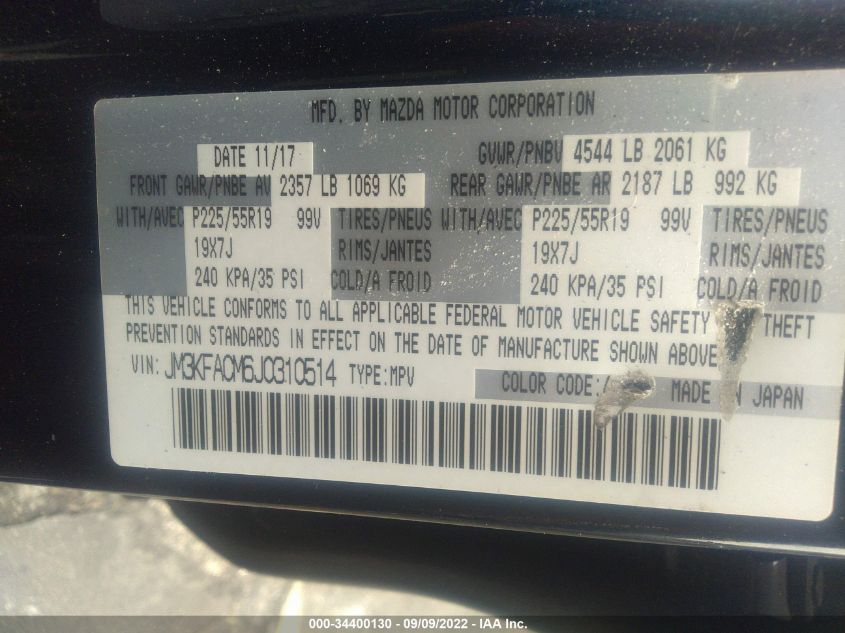 MFD. BY MAZDA MOTOR CORPORATION
DATE 11/17 GVWR/PNBV 4544 LB 2061 KG
FRONT GAWR/PNBE AV 2357 LB 1069 KG REAR GAWR/PNBE AR 2187 LB 992 KG
WITH/AVEC P225/55R19 99V TIRES/PNEUS WITH/AVEC P225/55R19 99V TIRES/PNEUS
19X7J RIMS/JANTES 19X7J RIMS/JANTES
240 KPA/35 PSI COLD/A FROID 240 KPA/35 PSI COLD/A FROID
THIS VEHICLE CONFORMS TO ALL APPLICABLE FEDERAL MOTOR VEHICLE SAFETY THEFT
PREVENTION STANDARDS IN EFFECT ON THE DATE OF MANUFACTURE SHOWN ABOVE
VIN: JM3KFACM6J0310514 TYPE:MPV COLOR CODE: MADE IN JAPAN
000-34400130 - 09/09/2022 - IAA Inc.